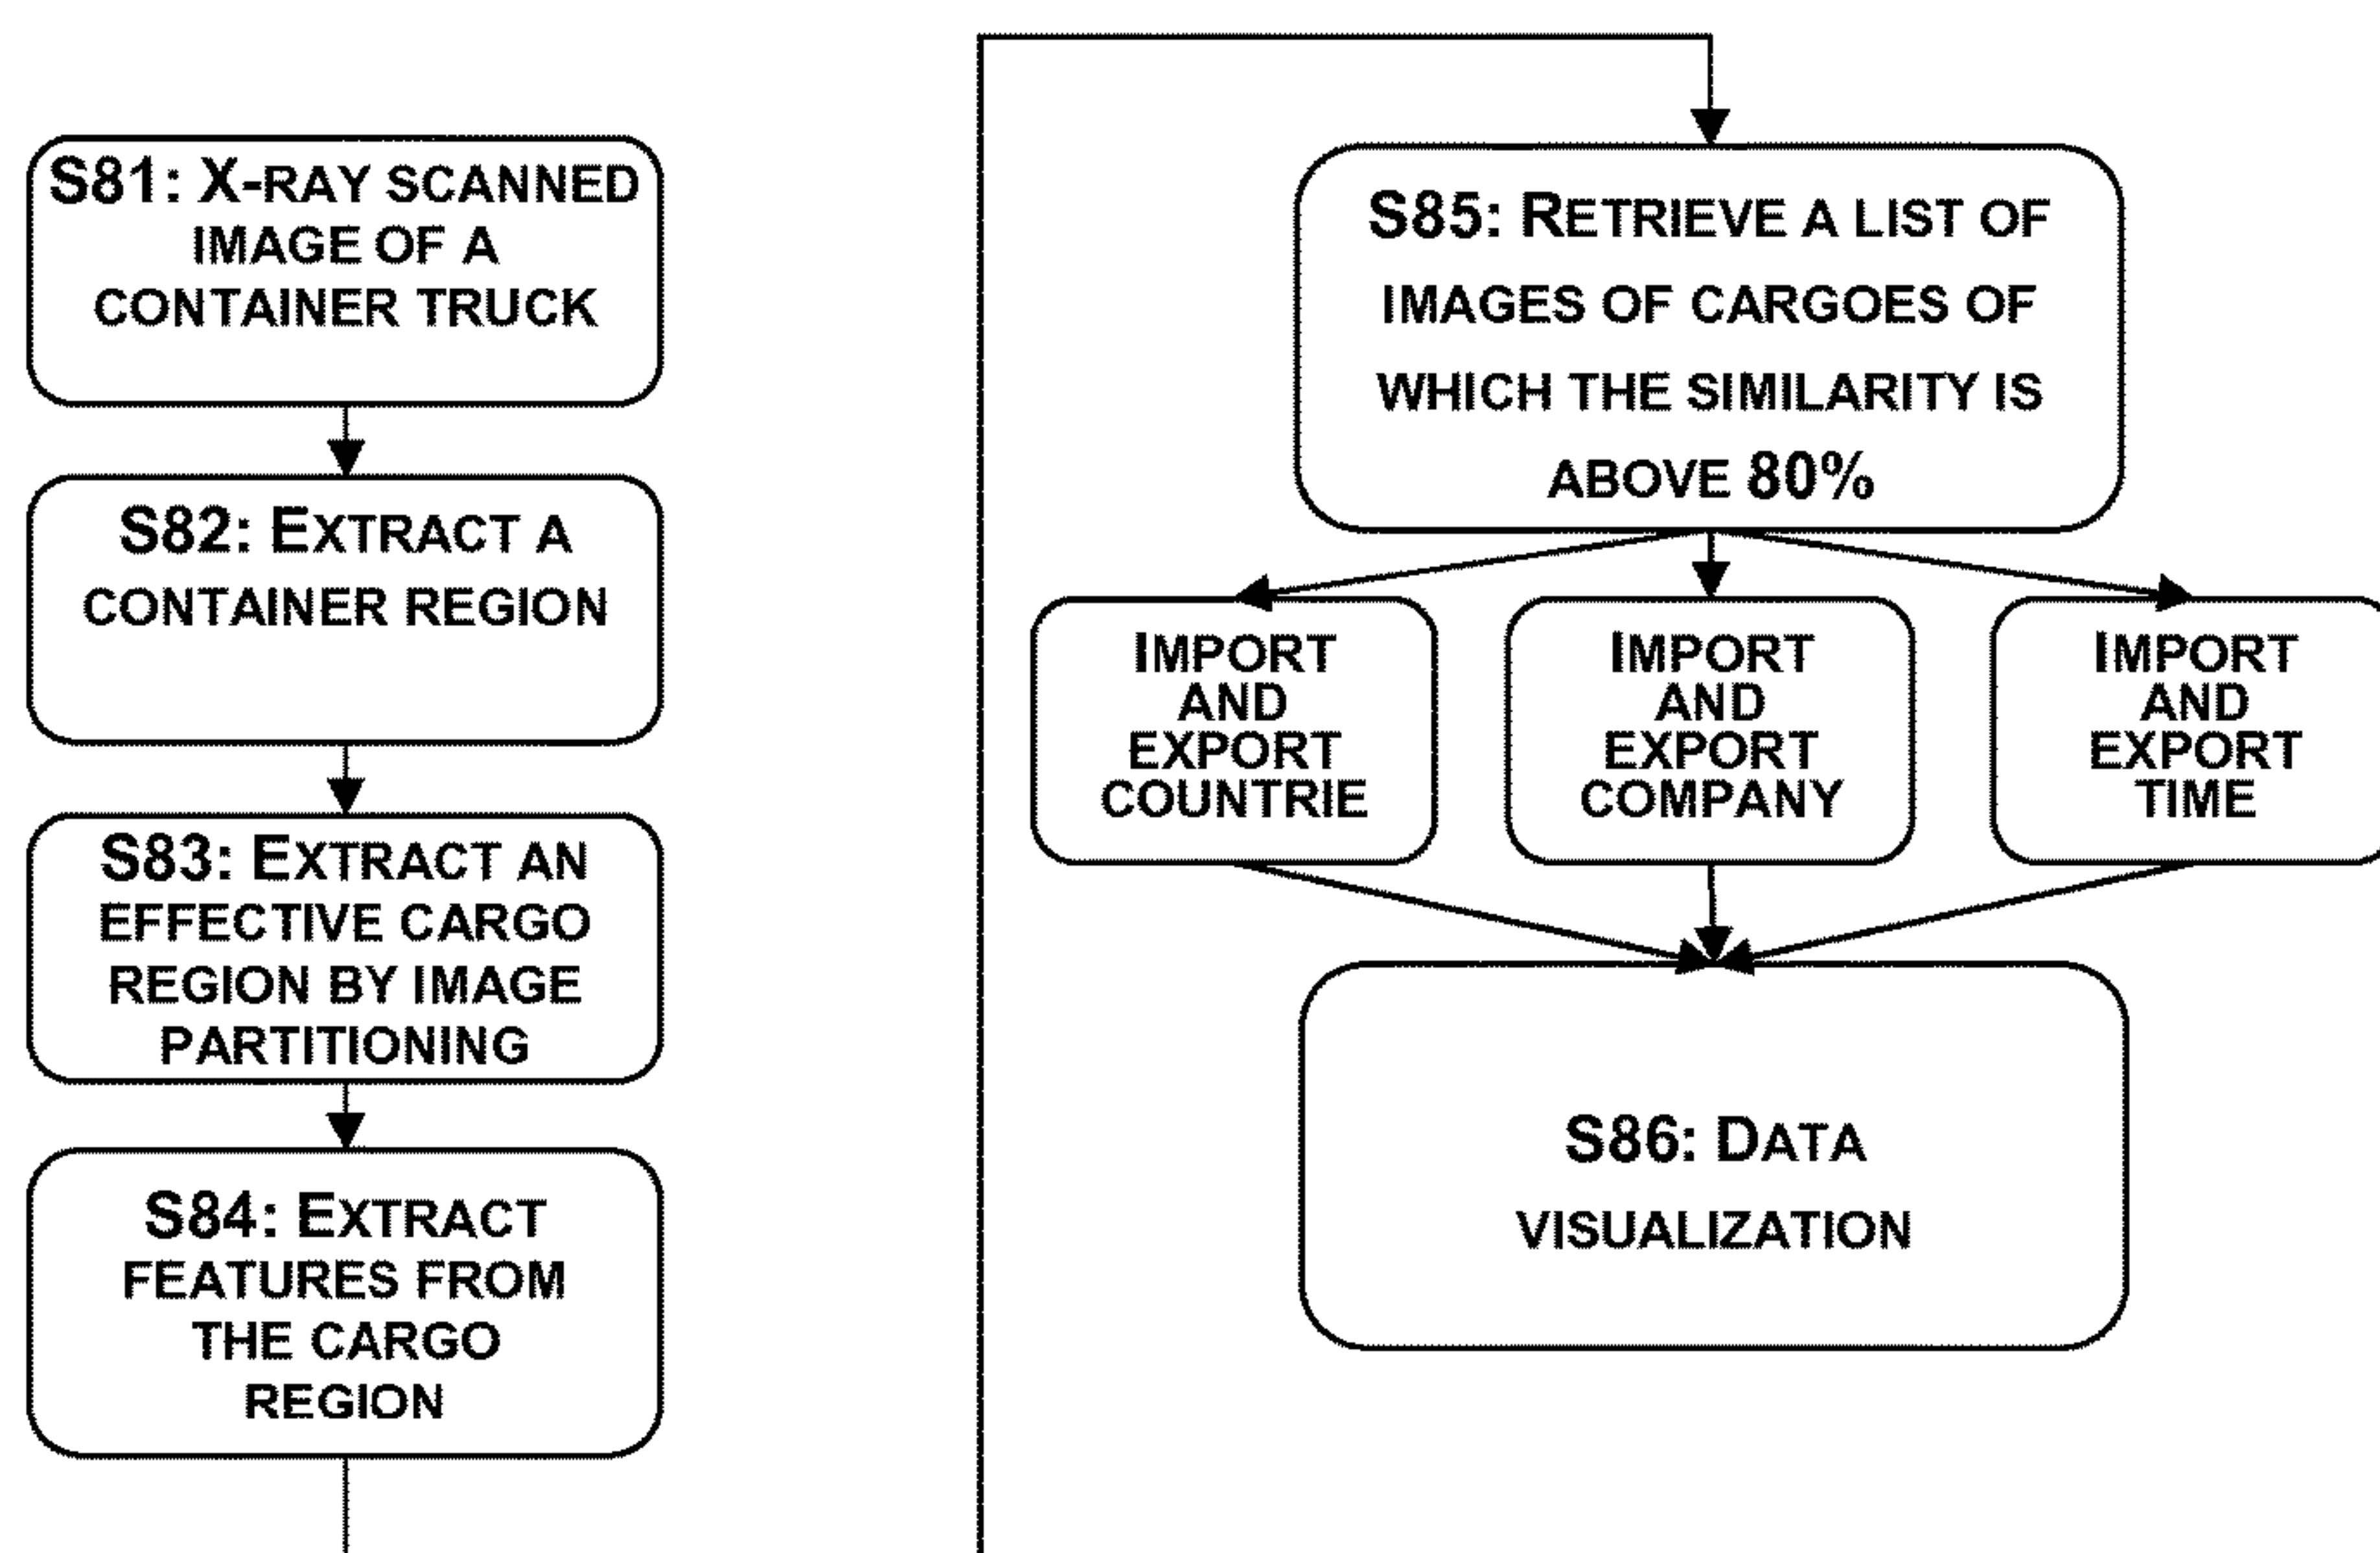 S81: X-RAY SCANNED
IMAGE OF A
CONTAINER TRUCK
S82: EXTRACT A
CONTAINER REGION
S83: EXTRACT AN
EFFECTIVE CARGO
REGION BY IMAGE
PARTITIONING
S84: EXTRACT
FEATURES FROM
THE CARGO
REGION
S85: RETRIEVE A LIST OF
IMAGES OF CARGOES OF
WHICH THE SIMILARITY IS
ABOVE 80%
IMPORT
AND
EXPORT
COUNTRIE
IMPORT
AND
EXPORT
COMPANY
IMPORT
AND
EXPORT
TIME
S86: DATA
VISUALIZATION